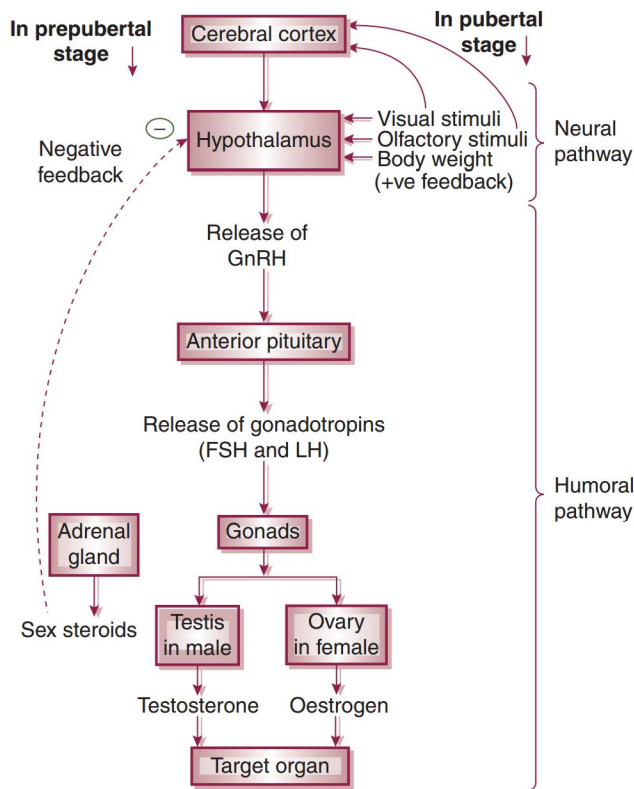 In prepubertal
stage
Cerebral cortex
In pubertal
stage
Visual stimuli
Olfactory stimuli
Body weight
(+ve feedback)
Neural
pathway
−
Hypothalamus
Negative
feedback
Release of
GnRH
Anterior pituitary
Release of gonadotropins
(FSH and LH)
Humoral
pathway
Adrenal
gland
Gonads
Sex steroids
Testis
in male
Ovary
in female
Testosterone
Oestrogen
Target organ